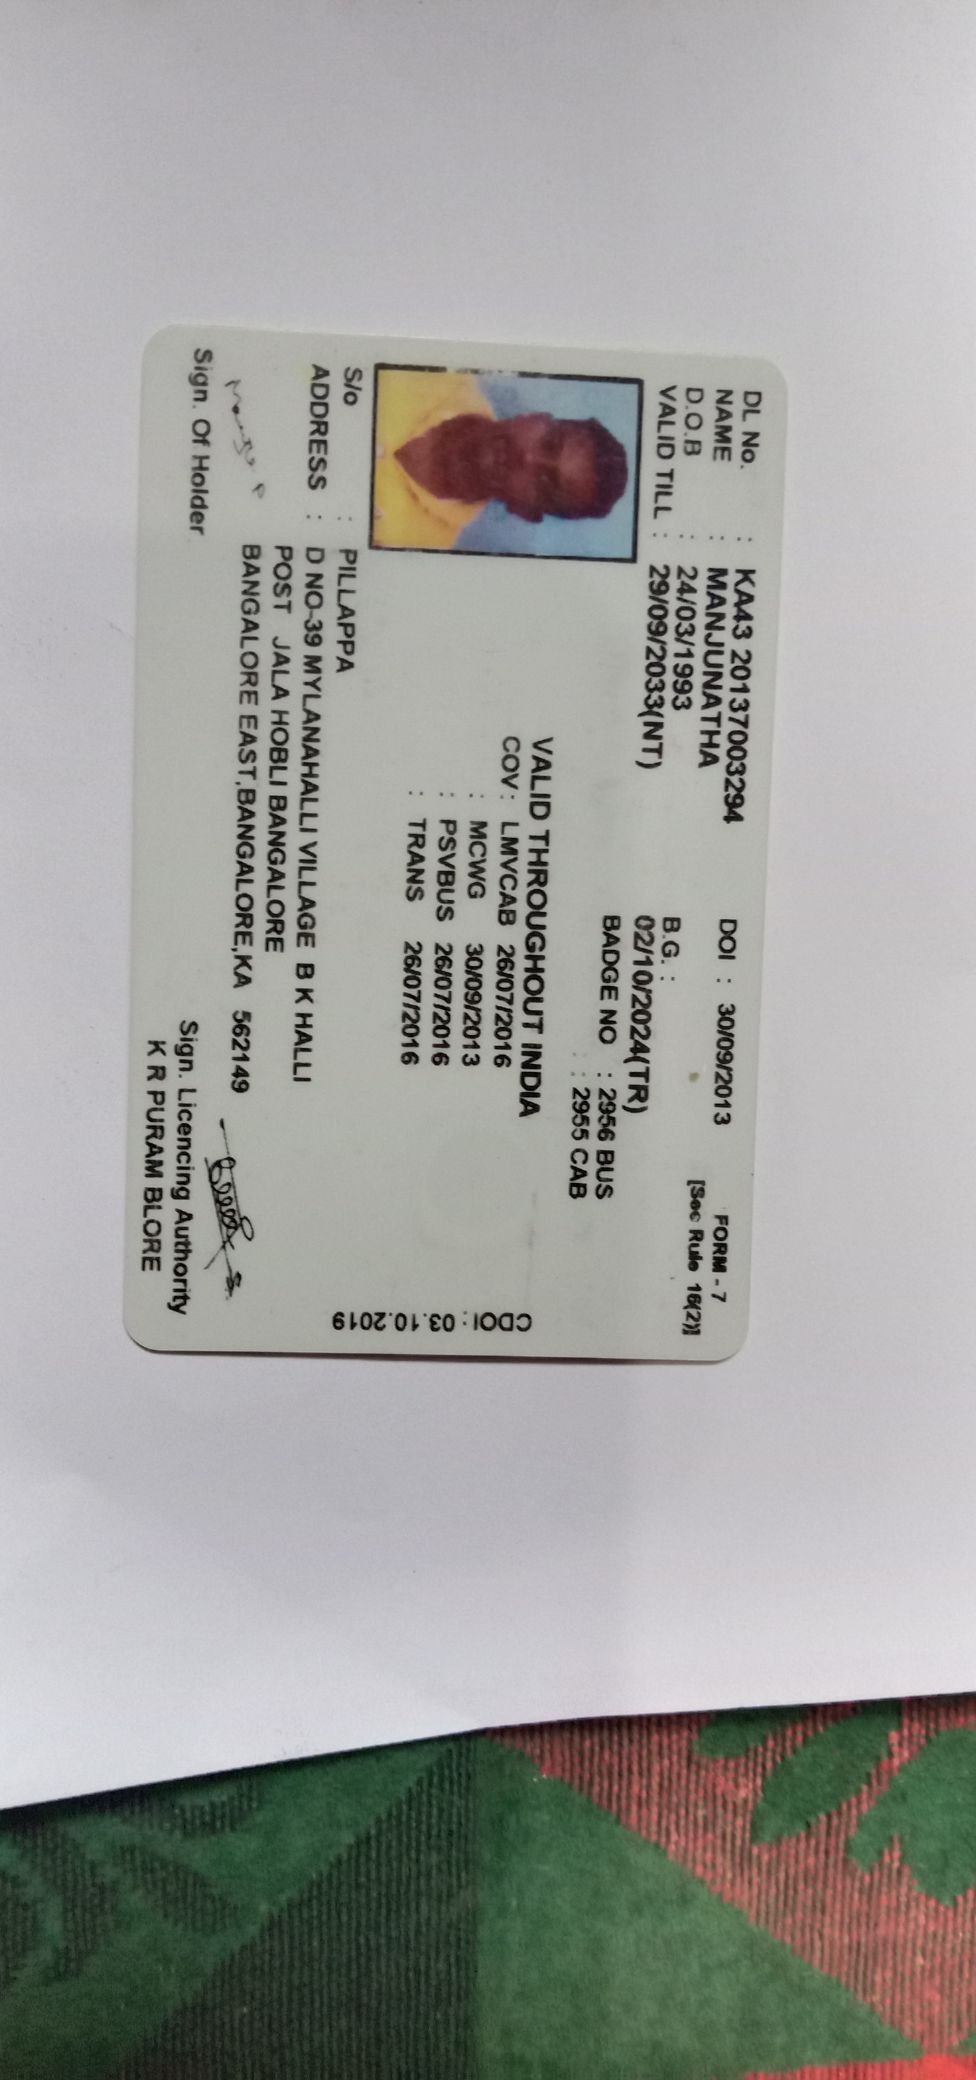 DL No. : KA43 20137003294 DOI : 30/09/2013 FORM - 7
NAME : MANJUNATHA [See Rule 16(2)]
D.O.B : 24/03/1993 B.G. :
VALID TILL : 29/09/2033(NT) 02/10/2024(TR)
BADGE NO : 2956 BUS
: 2955 CAB
VALID THROUGHOUT INDIA
COV : LMVCAB 26/07/2016
: MCWG 30/09/2013
: PSVBUS 26/07/2016
: TRANS 26/07/2016
CDOI : 03.10.2019
S/o : PILLAPPA
ADDRESS : D NO-39 MYLANAHALLI VILLAGE B K HALLI
POST JALA HOBLI BANGALORE
BANGALORE EAST,BANGALORE,KA 562149
Sign. Of Holder
Sign. Licencing Authority
K R PURAM BLORE